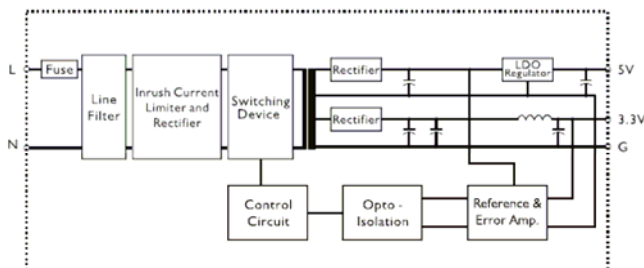 L
Fuse
Line
Filter
Inrush Current
Limiter and
Rectifier
Switching
Device
Rectifier
LDO
Regulator
5V
Rectifier
3.3V
N
G
Control
Circuit
Opto -
Isolation
Reference &
Error Amp.